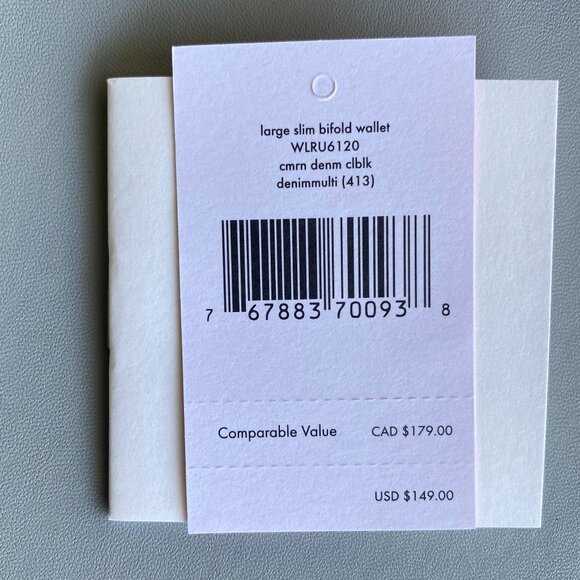 large slim bifold wallet
WLRU6120
cmrn denm clblk
denimmulti (413)
7 67883 70093 8
Comparable Value CAD $179.00
USD $149.00